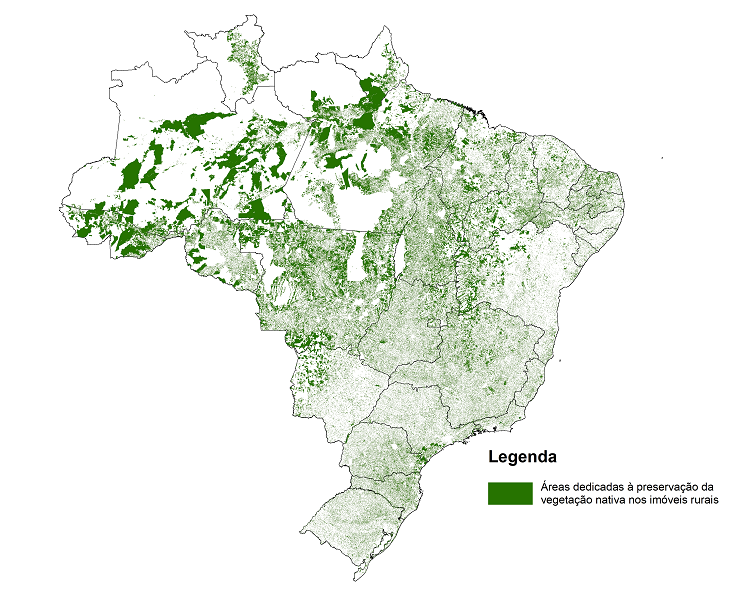 Legenda
Áreas dedicadas à preservação da
vegetação nativa nos imóveis rurais